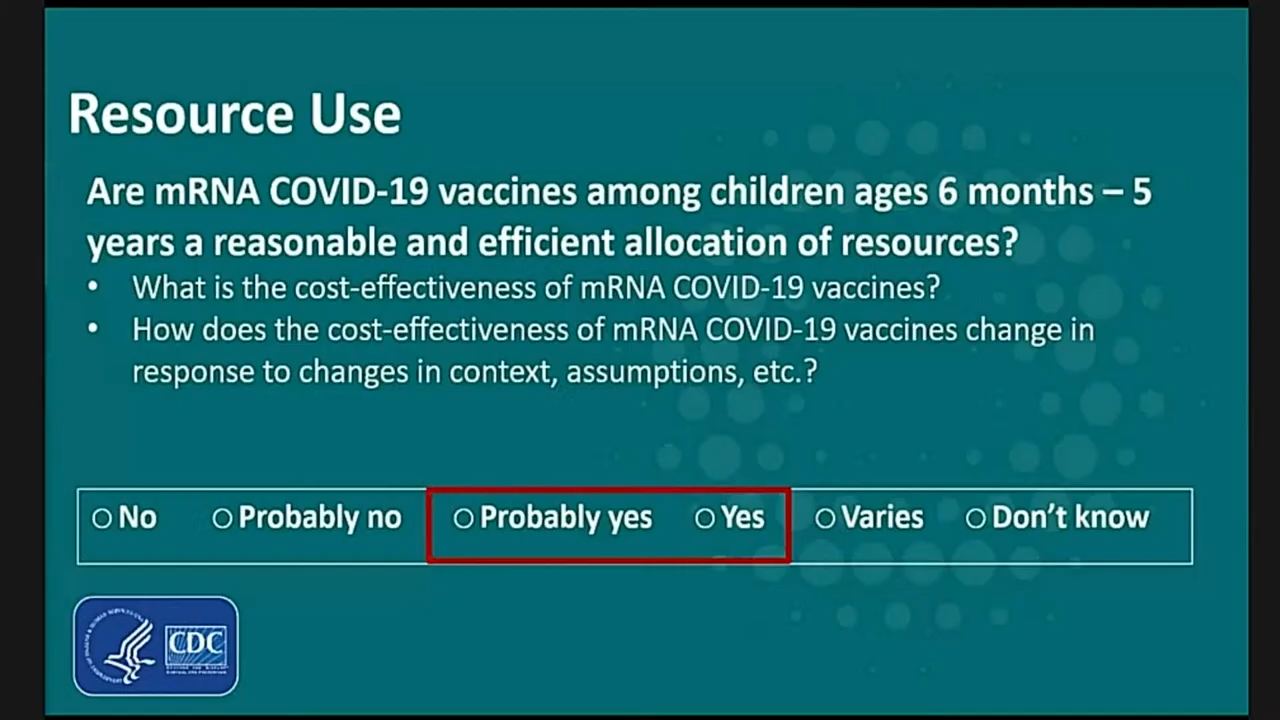 Resource Use
Are mRNA COVID-19 vaccines among children ages 6 months – 5
years a reasonable and efficient allocation of resources?
• What is the cost-effectiveness of mRNA COVID-19 vaccines?
• How does the cost-effectiveness of mRNA COVID-19 vaccines change in
response to changes in context, assumptions, etc.?
○ No ○ Probably no ○ Probably yes ○ Yes ○ Varies ○ Don't know
CDC